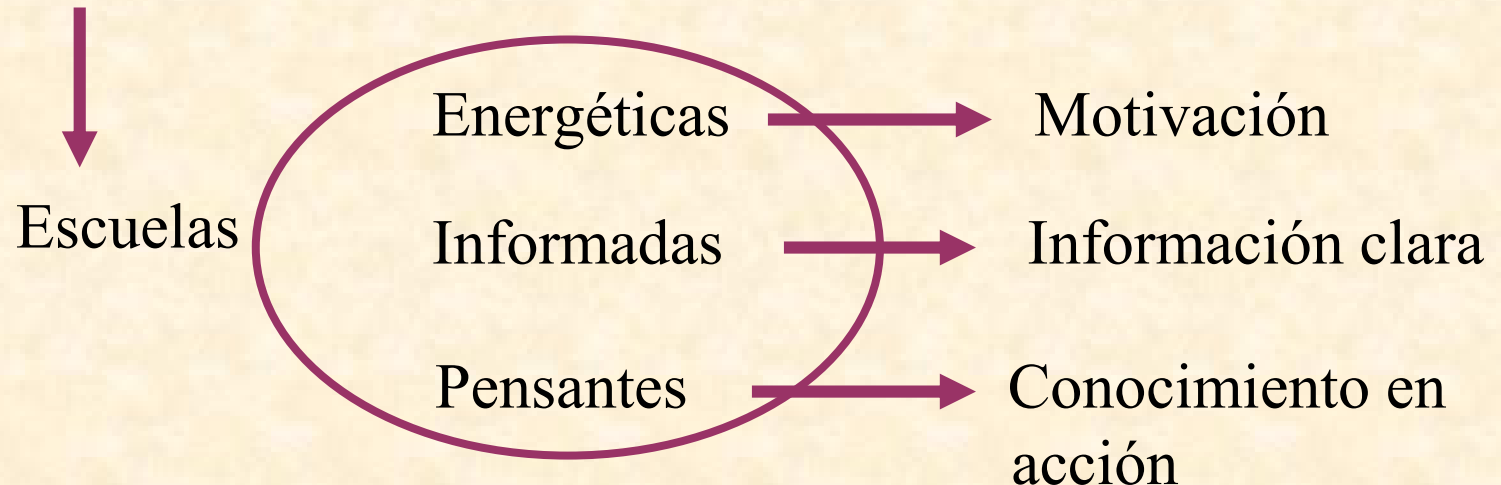 Energéticas Motivación
Escuelas Informadas Información clara
Pensantes Conocimiento en
acción